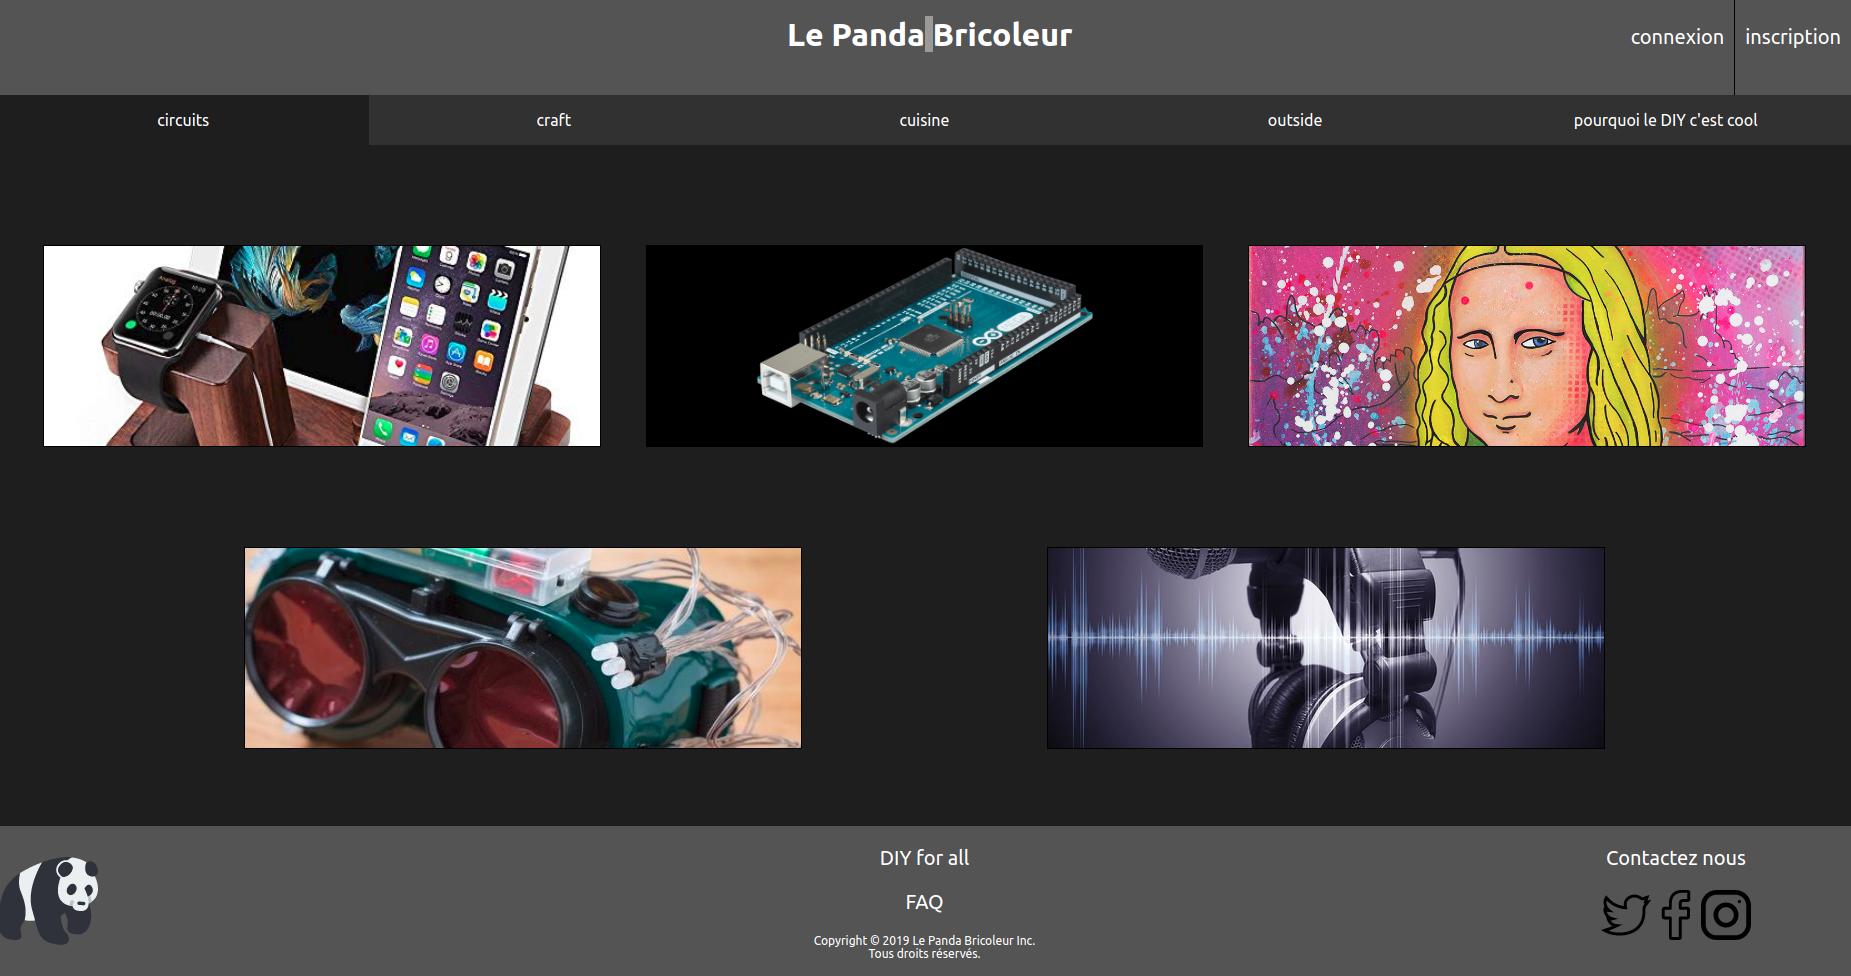 Le Panda Bricoleur
connexion
inscription
circuits
craft
cuisine
outside
pourquoi le DIY c'est cool
DIY for all
Contactez nous
FAQ
Copyright © 2019 Le Panda Bricoleur Inc.
Tous droits réservés.